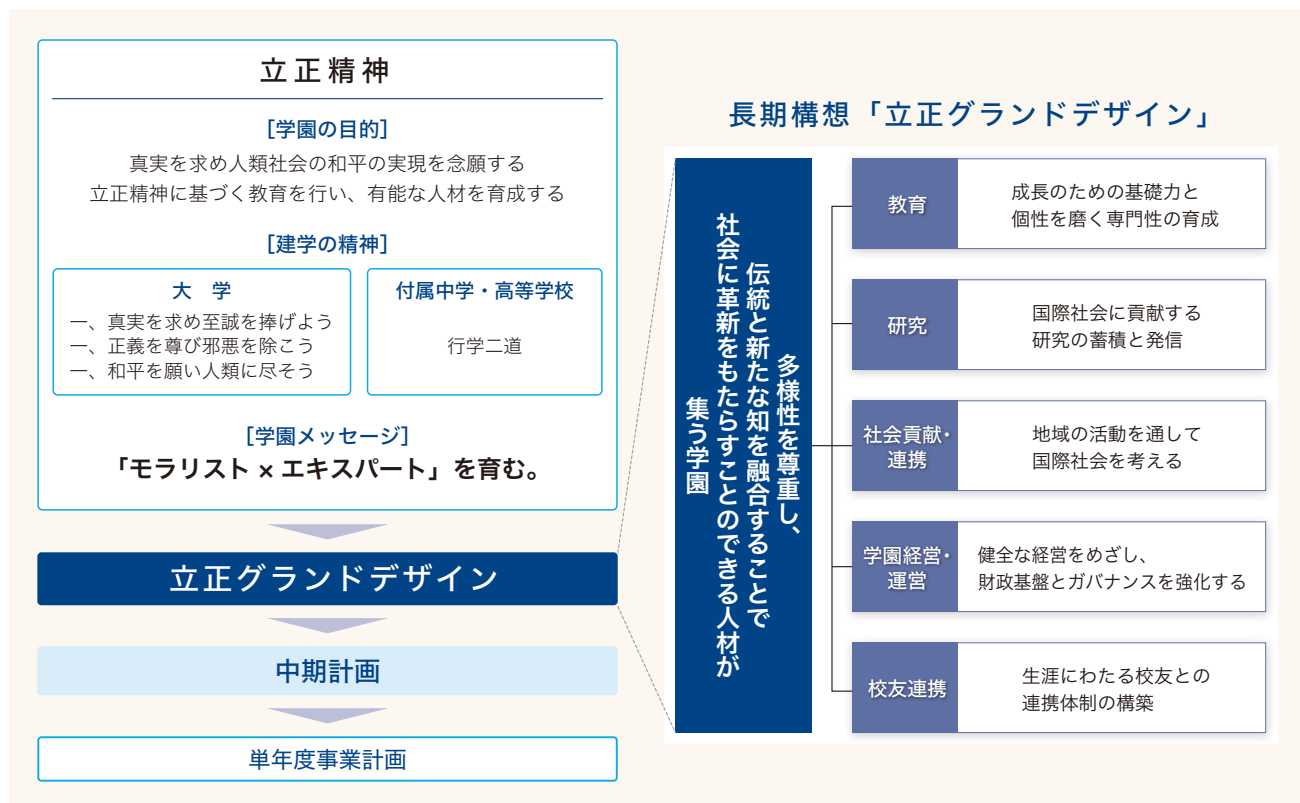 立正精神
［学園の目的］
真実を求め人類社会の和平の実現を念願する
立正精神に基づく教育を行い、有能な人材を育成する
［建学の精神］
大　学
一、真実を求め至誠を捧げよう
一、正義を尊び邪悪を除こう
一、和平を願い人類に尽そう
付属中学・高等学校
行学二道
［学園メッセージ］
「モラリスト × エキスパート」を育む。
立正グランドデザイン
中期計画
単年度事業計画
長期構想「立正グランドデザイン」
多様性を尊重し、
伝統と新たな知を融合することで
社会に革新をもたらすことのできる人材が
集う学園
教育
成長のための基礎力と
個性を磨く専門性の育成
研究
国際社会に貢献する
研究の蓄積と発信
社会貢献・
連携
地域の活動を通して
国際社会を考える
学園経営・
運営
健全な経営をめざし、
財政基盤とガバナンスを強化する
校友連携
生涯にわたる校友との
連携体制の構築